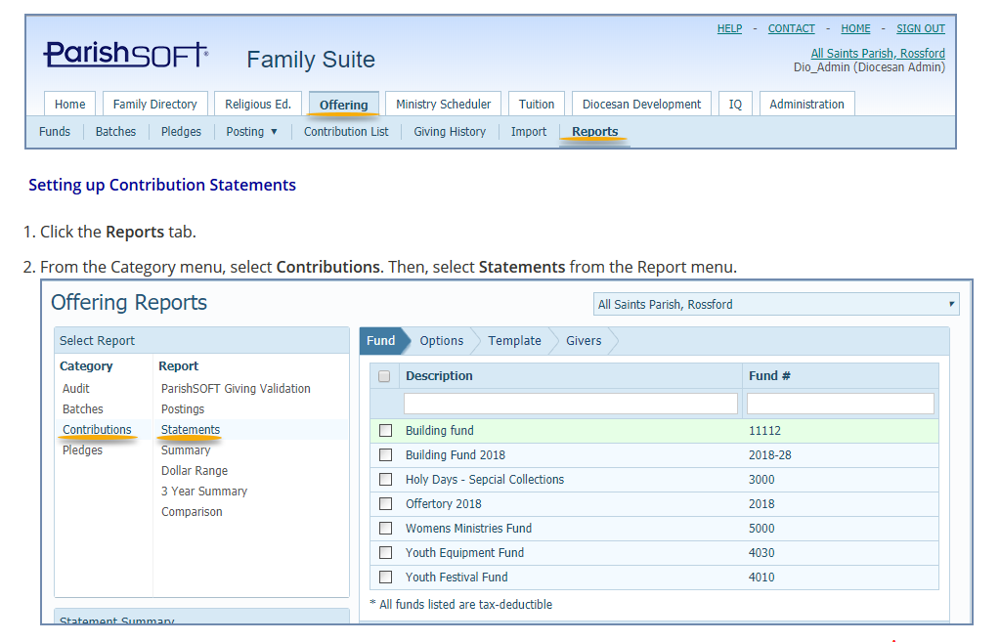 HELP - CONTACT - HOME - SIGN OUT
ParishSOFT Family Suite
All Saints Parish, Rossford
Dio_Admin (Diocesan Admin)
Home Family Directory Religious Ed. Offering Ministry Scheduler Tuition Diocesan Development IQ Administration
Funds Batches Pledges Posting ▼ Contribution List Giving History Import Reports
Setting up Contribution Statements
1. Click the Reports tab.
2. From the Category menu, select Contributions. Then, select Statements from the Report menu.
Offering Reports
All Saints Parish, Rossford
Select Report
Category Report
Audit ParishSOFT Giving Validation
Batches Postings
Contributions Statements
Pledges Summary
Dollar Range
3 Year Summary
Comparison
Statement Summary
Fund Options Template Givers
Description Fund #
Building fund 11112
Building Fund 2018 2018-28
Holy Days - Sepcial Collections 3000
Offertory 2018 2018
Womens Ministries Fund 5000
Youth Equipment Fund 4030
Youth Festival Fund 4010
* All funds listed are tax-deductible